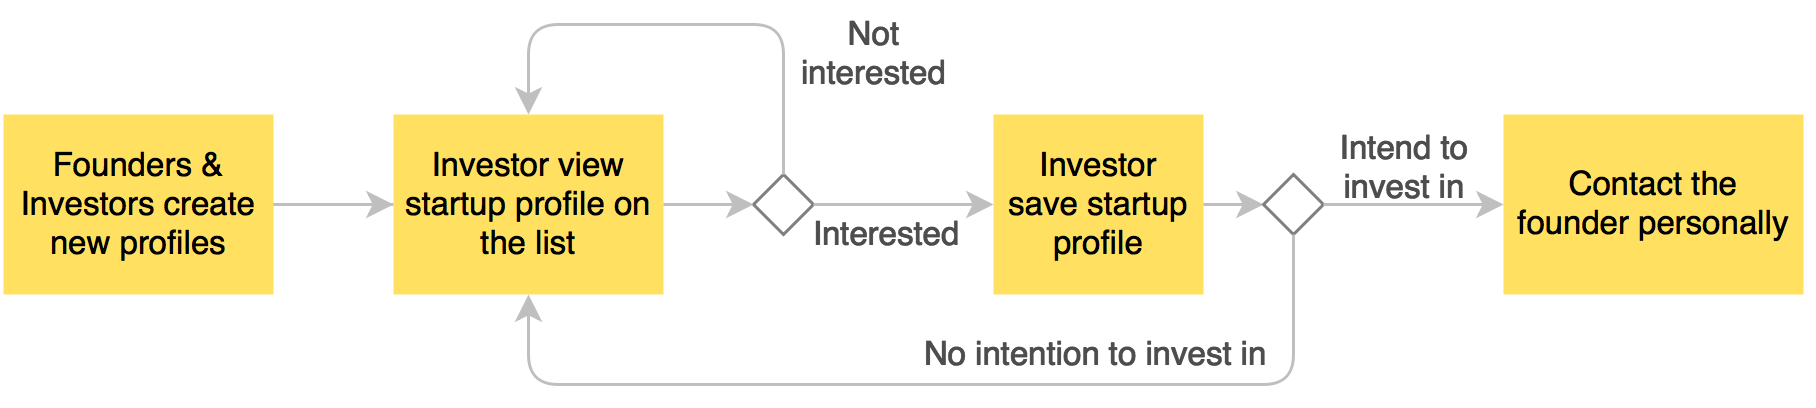 Not
interested
Founders &
Investors create
new profiles
Investor view
startup profile on
the list
Interested
Investor
save startup
profile
Intend to
invest in
Contact the
founder personally
No intention to invest in